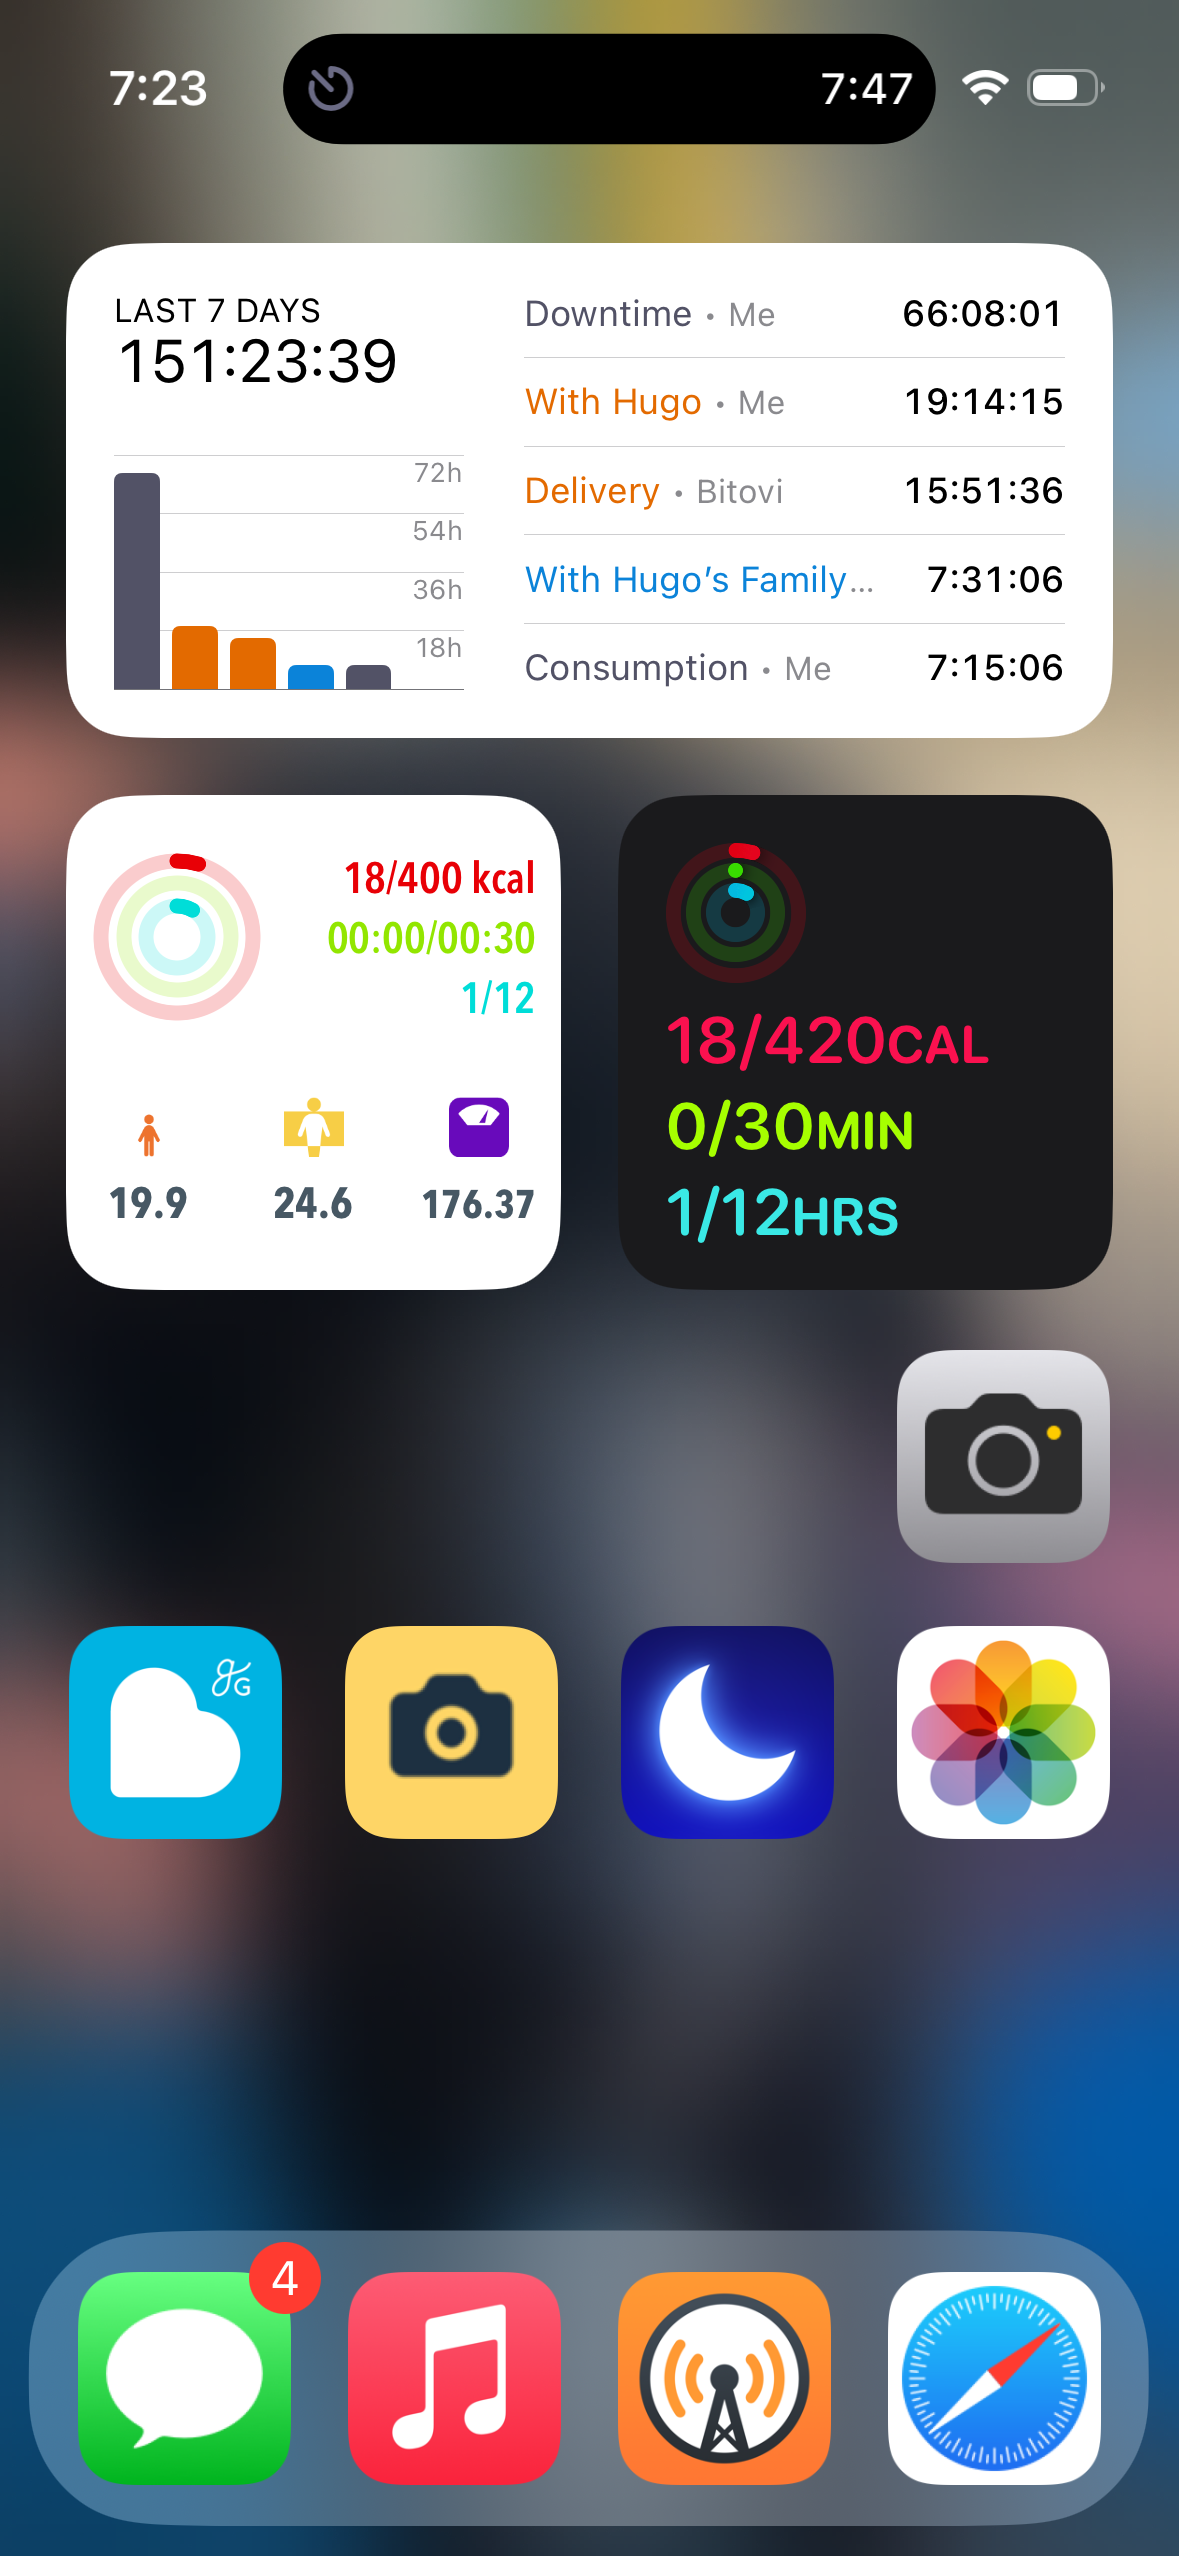 7:23
7:47
LAST 7 DAYS
151:23:39
72h
54h
36h
18h
Downtime • Me 66:08:01
With Hugo • Me 19:14:15
Delivery • Bitovi 15:51:36
With Hugo’s Family... 7:31:06
Consumption • Me 7:15:06
18/400 kcal
00:00/00:30
1/12
19.9 24.6 176.37
18/420CAL
0/30MIN
1/12HRS
gG
4